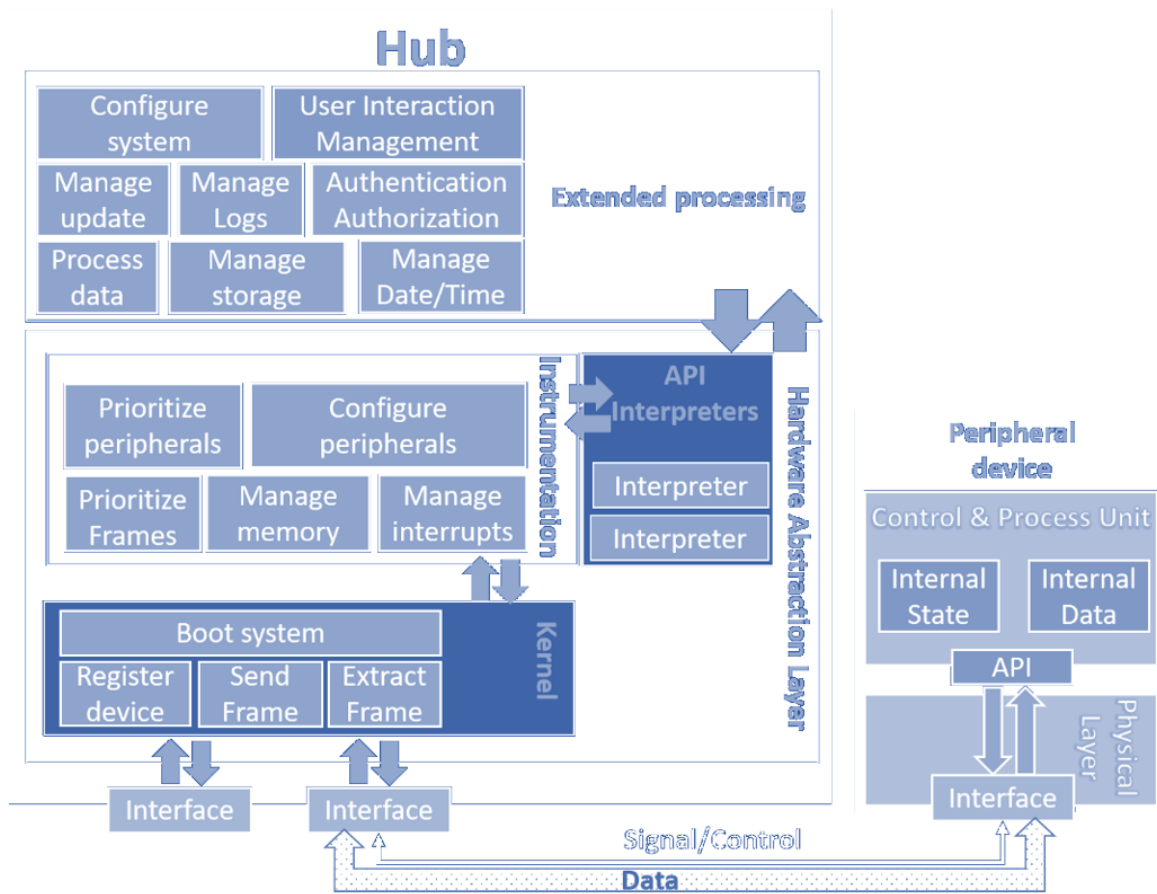 Hub
Configure
system
User Interaction
Management
Manage
update
Manage
Logs
Authentication
Authorization
Extended processing
Process
data
Manage
storage
Manage
Date/Time
Prioritize
peripherals
Configure
peripherals
Prioritize
Frames
Manage
memory
Manage
interrupts
Instrumentation
API
Interpreters
Interpreter
Interpreter
Hardware Abstraction Layer
Boot system
Register
device
Send
Frame
Extract
Frame
Kernel
Interface
Interface
Peripheral
device
Control & Process Unit
Internal
State
Internal
Data
API
Physical
Layer
Interface
Signal/Control
Data